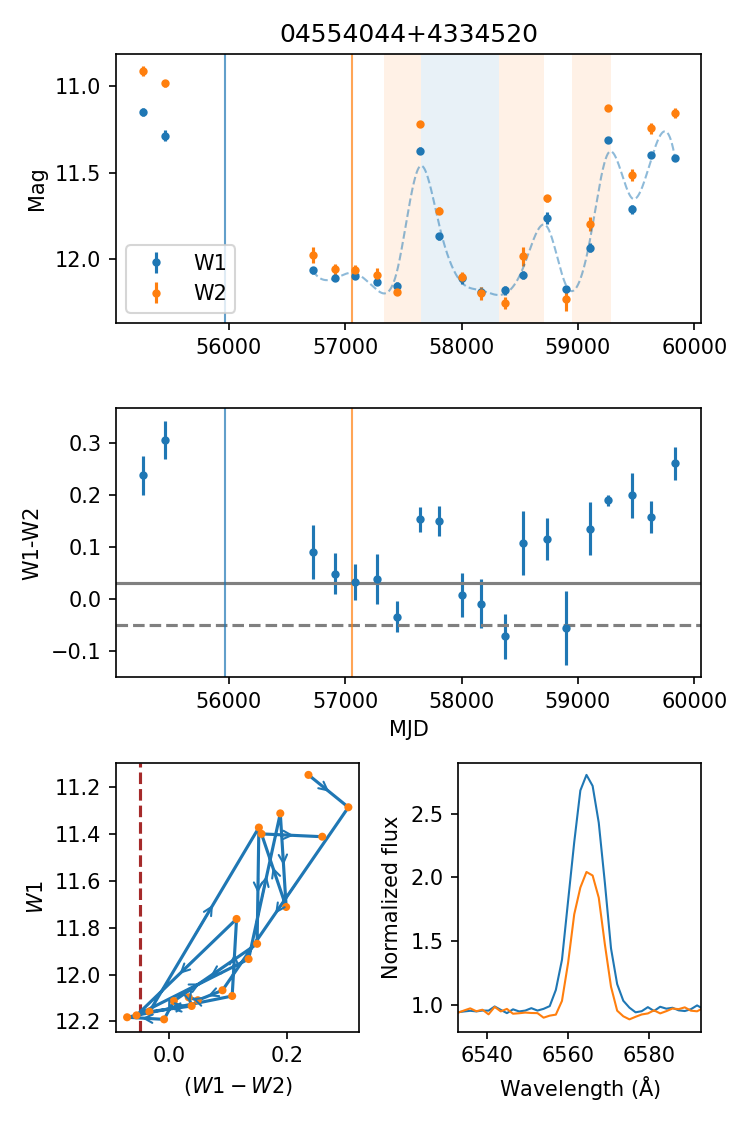 04554044+4334520
Mag
11.0
11.5
12.0
W1
W2
56000 57000 58000 59000 60000
W1-W2
0.3
0.2
0.1
0.0
−0.1
56000 57000 58000 59000 60000
MJD
W1
11.2
11.4
11.6
11.8
12.0
12.2
0.0 0.2
(W1 − W2)
Normalized flux
2.5
2.0
1.5
1.0
6540 6560 6580
Wavelength (Å)